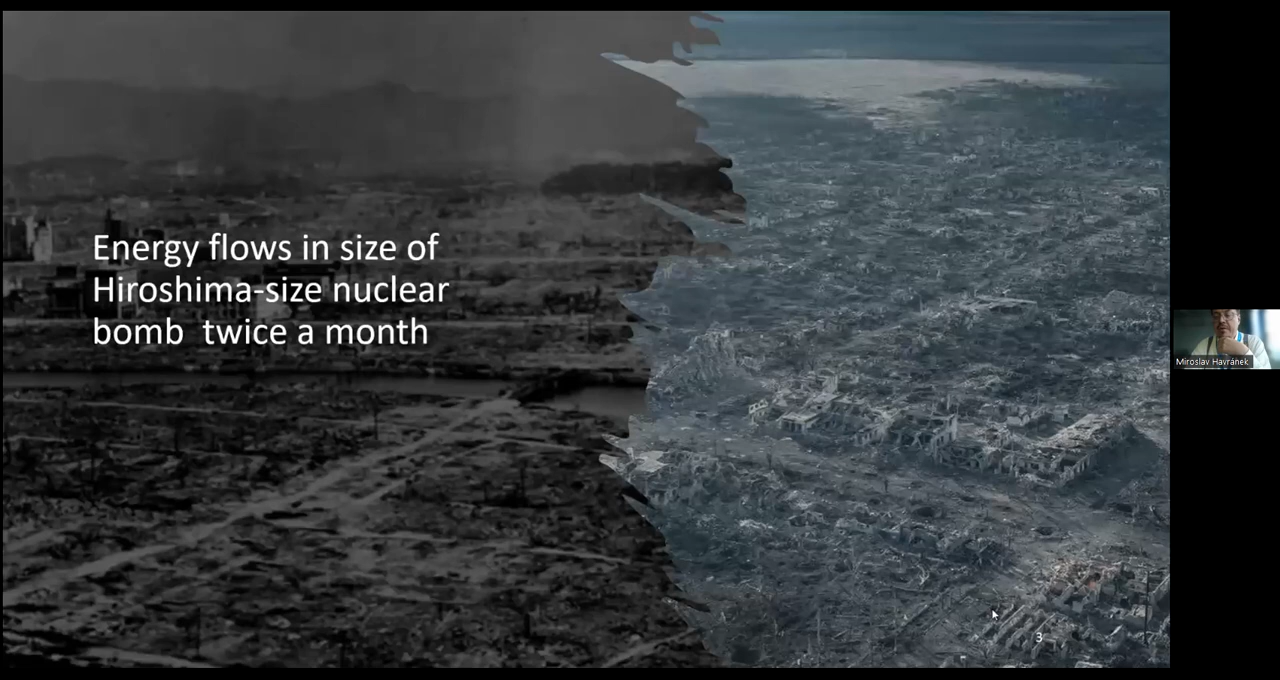 Energy flows in size of
Hiroshima-size nuclear
bomb  twice a month
Miroslav Havránek
3